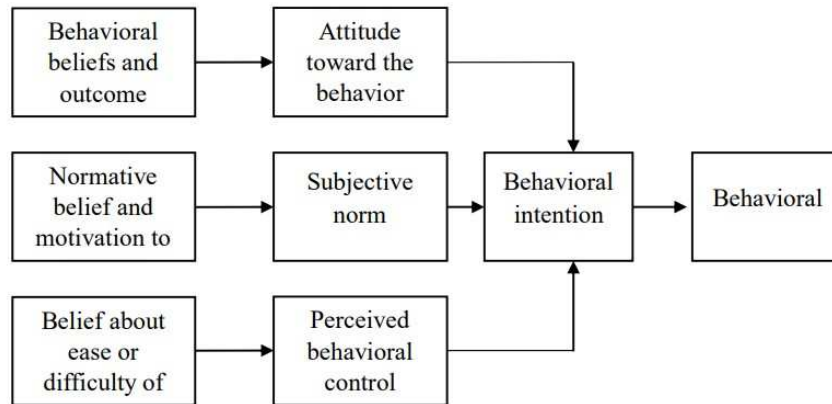 Behavioral
beliefs and
outcome
Attitude
toward the
behavior
Normative
belief and
motivation to
Subjective
norm
Behavioral
intention
Behavioral
Belief about
ease or
difficulty of
Perceived
behavioral
control